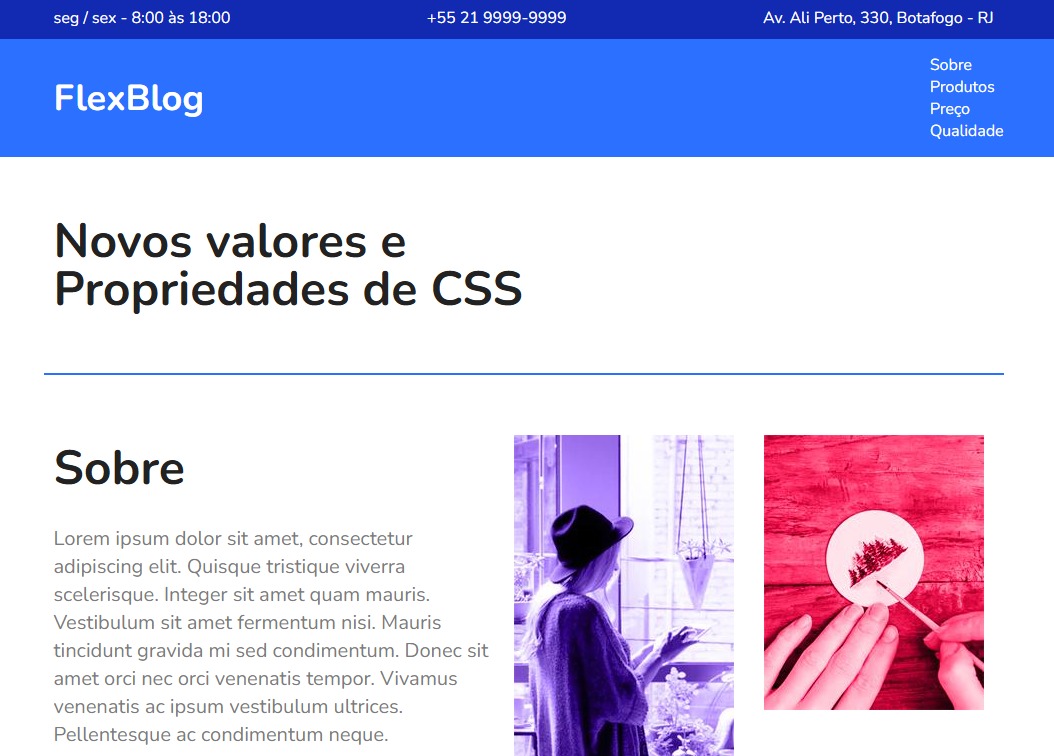 seg / sex - 8:00 às 18:00
+55 21 9999-9999
Av. Ali Perto, 330, Botafogo - RJ
FlexBlog
Sobre
Produtos
Preço
Qualidade
Novos valores e
Propriedades de CSS
Sobre
Lorem ipsum dolor sit amet, consectetur
adipiscing elit. Quisque tristique viverra
scelerisque. Integer sit amet quam mauris.
Vestibulum sit amet fermentum nisi. Mauris
tincidunt gravida mi sed condimentum. Donec sit
amet orci nec orci venenatis tempor. Vivamus
venenatis ac ipsum vestibulum ultrices.
Pellentesque ac condimentum neque.